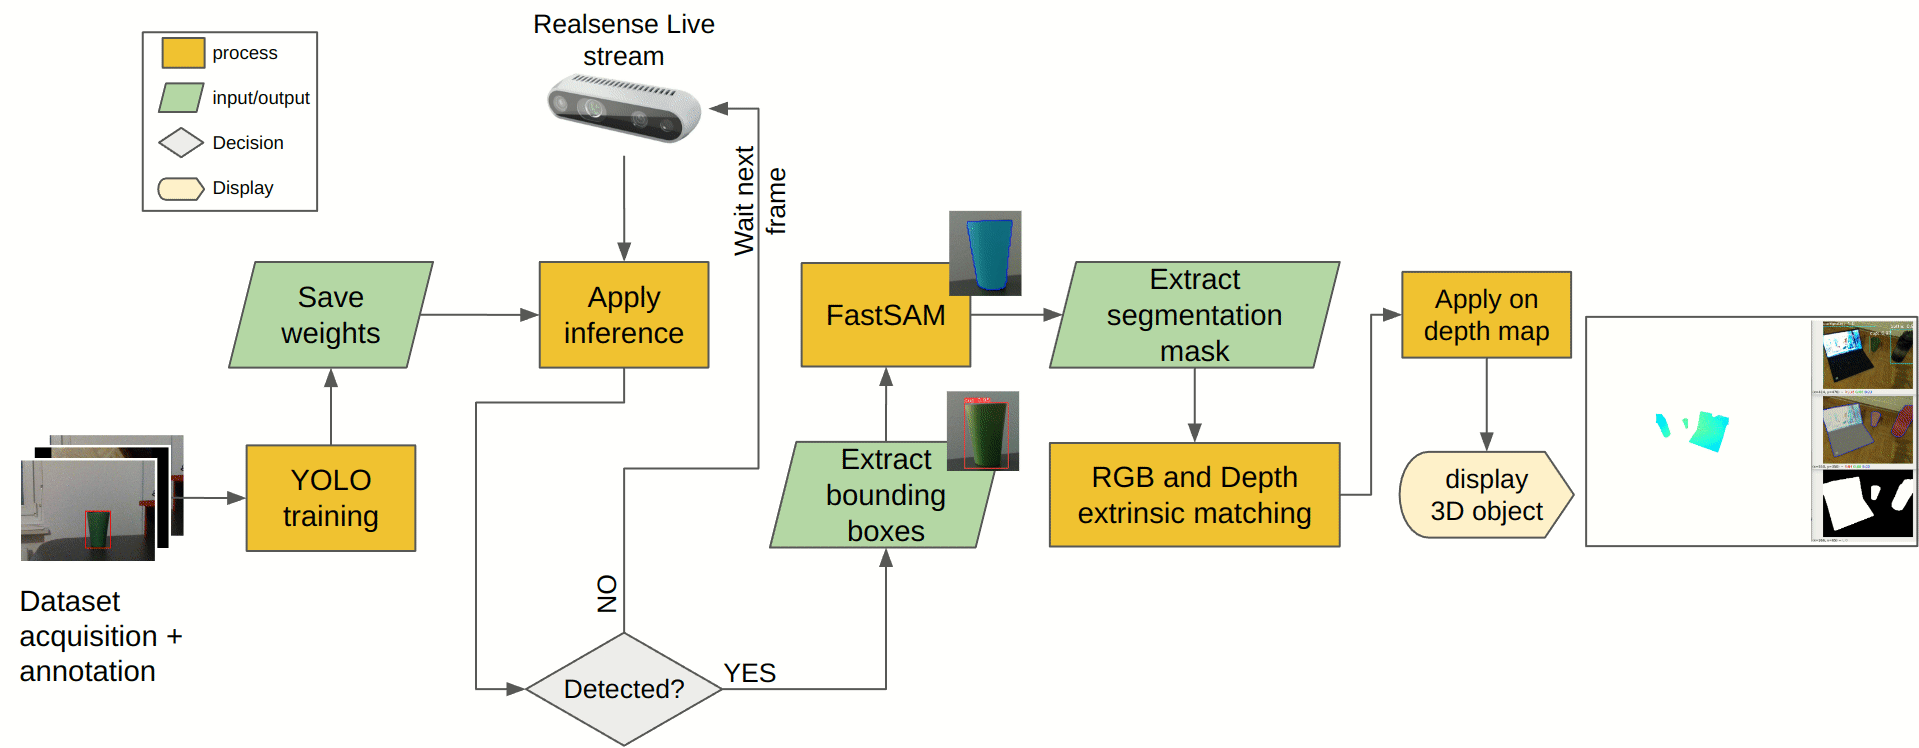 process
input/output
Decision
Display
Realsense Live
stream
Wait next
frame
Save
weights
Apply
inference
YOLO
training
Dataset
acquisition +
annotation
NO
Detected?
YES
Extract
bounding
boxes
FastSAM
Extract
segmentation
mask
RGB and Depth
extrinsic matching
Apply on
depth map
display
3D object